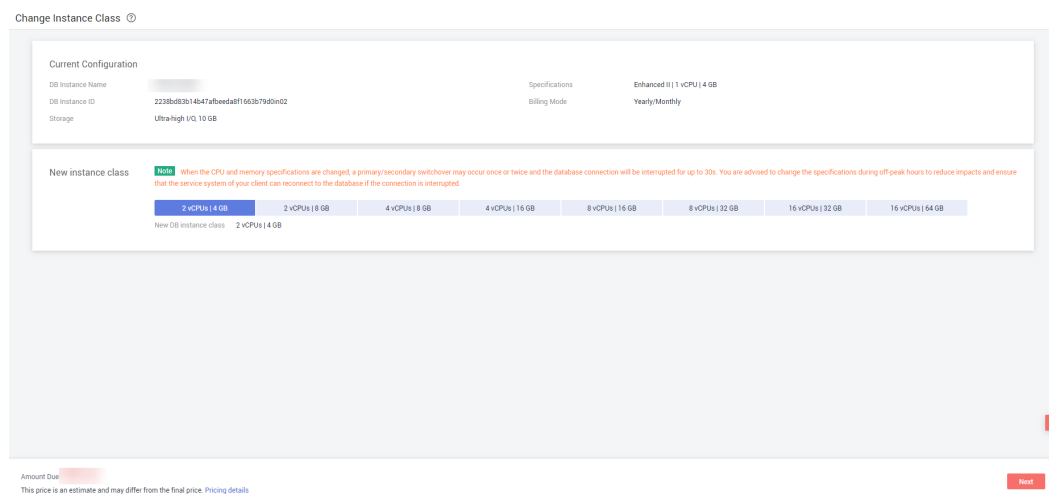 Change Instance Class ?
Current Configuration
DB Instance Name
Specifications Enhanced II | 1 vCPU | 4 GB
DB Instance ID 2238bd83b14b47afbeeda8f1663b79d0in02
Billing Mode Yearly/Monthly
Storage Ultra-high I/O, 10 GB
New instance class
Note When the CPU and memory specifications are changed, a primary/secondary switchover may occur once or twice and the database connection will be interrupted for up to 30s. You are advised to change the specifications during off-peak hours to reduce impacts and ensure
that the service system of your client can reconnect to the database if the connection is interrupted.
2 vCPUs | 4 GB 2 vCPUs | 8 GB 4 vCPUs | 8 GB 4 vCPUs | 16 GB 8 vCPUs | 16 GB 8 vCPUs | 32 GB 16 vCPUs | 32 GB 16 vCPUs | 64 GB
New DB instance class 2 vCPUs | 4 GB
Amount Due
This price is an estimate and may differ from the final price. Pricing details
Next